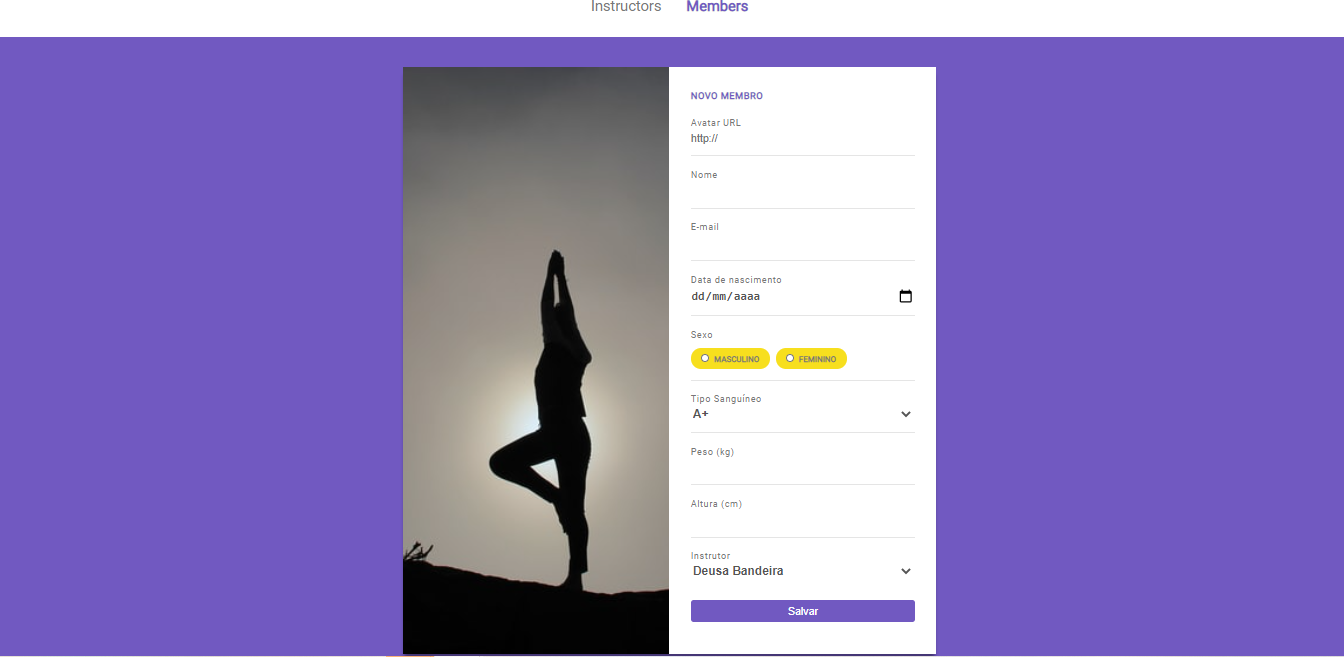 Instructors Members
NOVO MEMBRO
Avatar URL
http://
Nome
E-mail
Data de nascimento
dd/mm/aaaa
Sexo
MASCULINO FEMININO
Tipo Sanguíneo
A+
Peso (kg)
Altura (cm)
Instrutor
Deusa Bandeira
Salvar